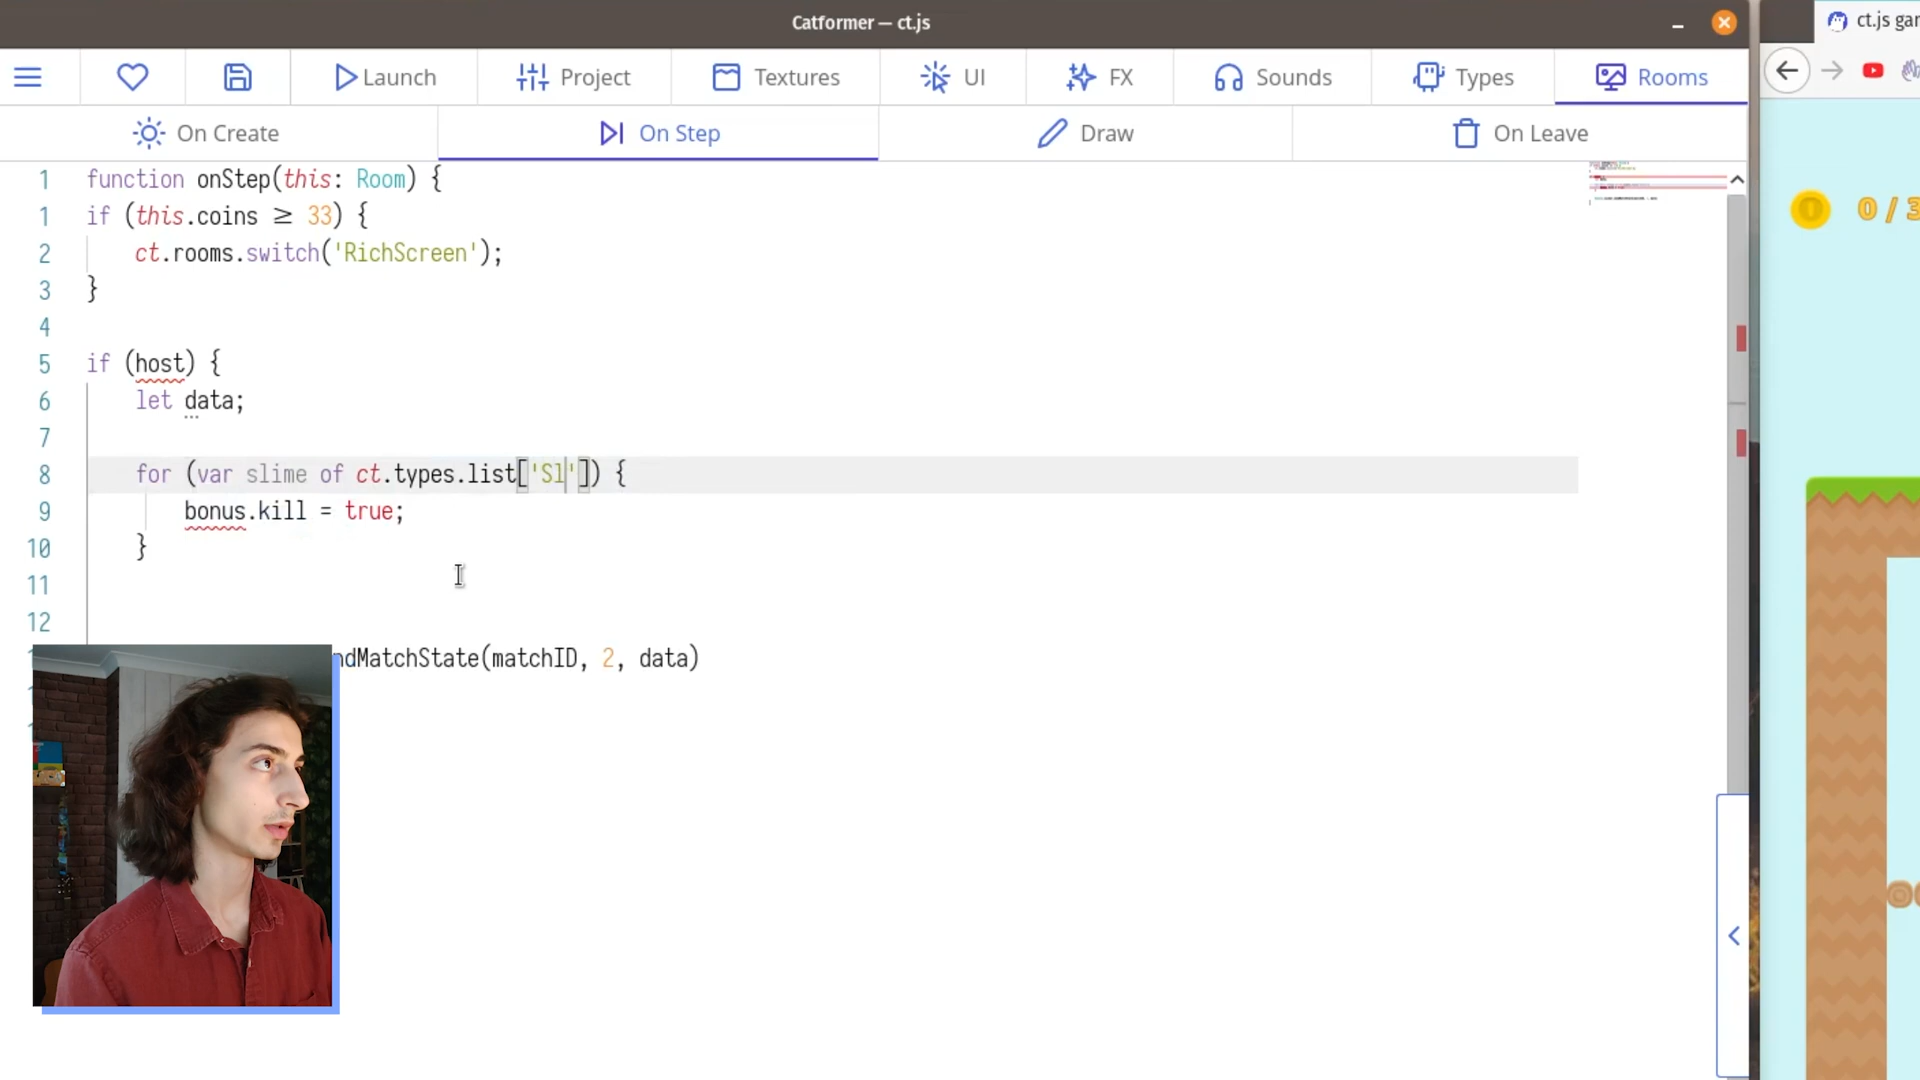 Catformer — ct.js
ct.js gam
Launch
Project
Textures
UI
FX
Sounds
Types
Rooms
On Create
On Step
Draw
On Leave
1 function onStep(this: Room) {
1 if (this.coins ≥ 33) {
2 ct.rooms.switch('RichScreen');
3 }
4
5 if (host) {
6 let data;
7
8 for (var slime of ct.types.list['Sl']) {
9 bonus.kill = true;
10 }
11
12
ndMatchState(matchID, 2, data)
0 / 3